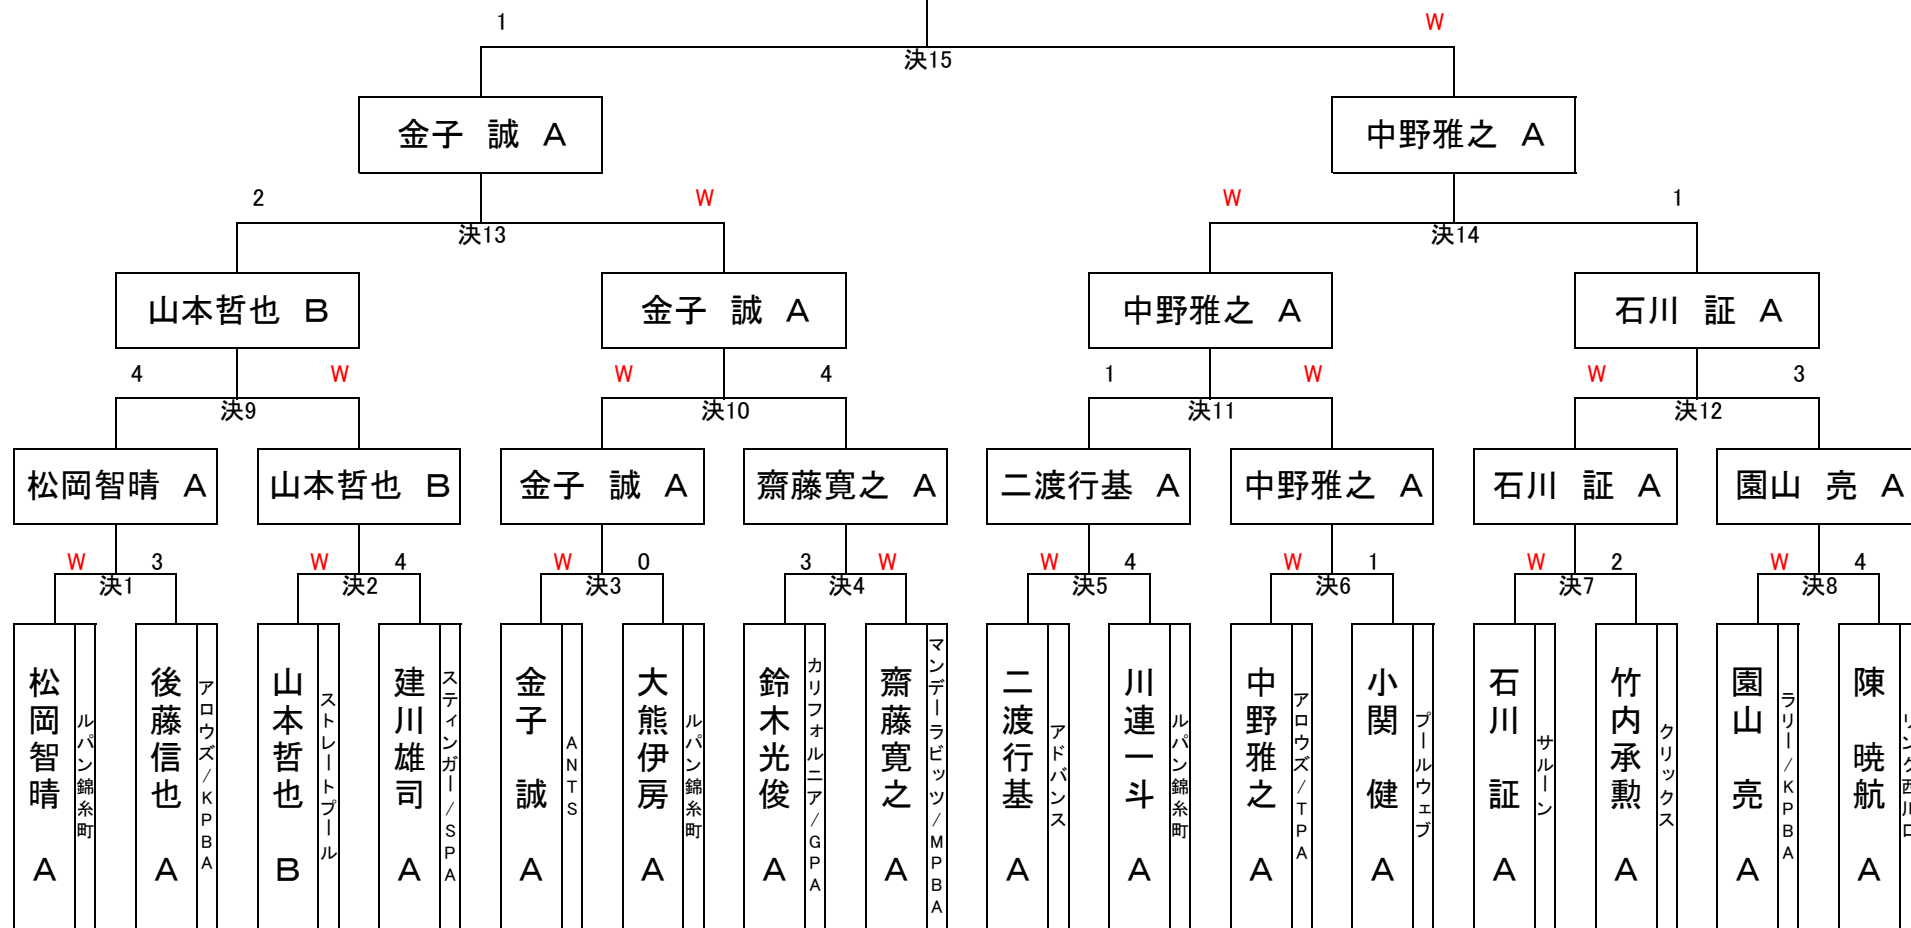 1 W
決15
金子 誠 A 中野雅之 A
2 W W 1
決13 決14
山本哲也 B 金子 誠 A 中野雅之 A 石川 証 A
4 W W 4 1 W W 3
決9 決10 決11 決12
松岡智晴 A 山本哲也 B 金子 誠 A 齋藤寛之 A 二渡行基 A 中野雅之 A 石川 証 A 園山 亮 A
W 3 W 4 W 0 3 W W 4 W 1 W 2 W 4
決1 決2 決3 決4 決5 決6 決7 決8
松岡智晴 A
ルパン錦糸町
後藤信也 A
アロウズ/KPBA
山本哲也 B
ストレートプール
建川雄司 A
スティンガー/SPA
金子 誠 A
ANTS
大熊伊房 A
ルパン錦糸町
鈴木光俊 A
カリフォルニア/GPA
齋藤寛之 A
マンデーラビッツ/MPBA
二渡行基 A
アドバンス
川連一斗 A
ルパン錦糸町
中野雅之 A
アロウズ/TPA
小関 健 A
プールウェブ
石川 証 A
サルーン
竹内承勲 A
クリックス
園山 亮 A
ラリー/KPBA
陳 暁航 A